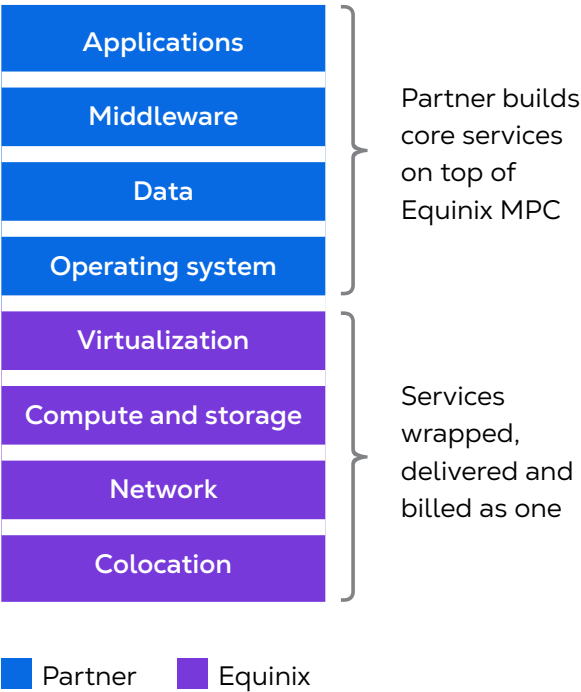 Applications
Middleware
Data
Operating system
Partner builds
core services
on top of
Equinix MPC
Virtualization
Compute and storage
Network
Colocation
Services
wrapped,
delivered and
billed as one
Partner
Equinix